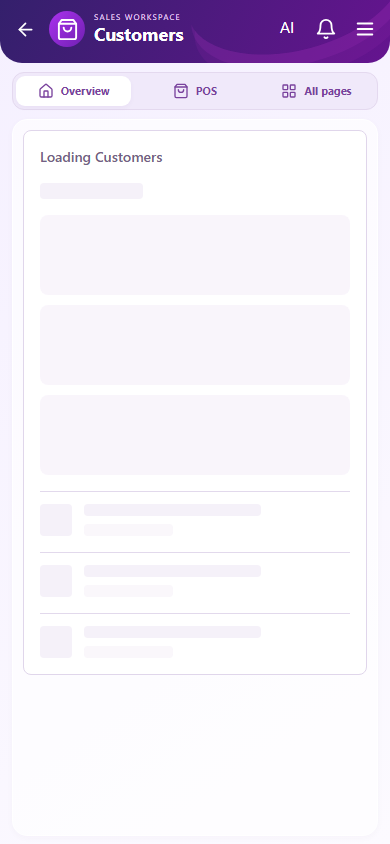 SALES WORKSPACE
Customers
AI
Overview
POS
All pages
Loading Customers